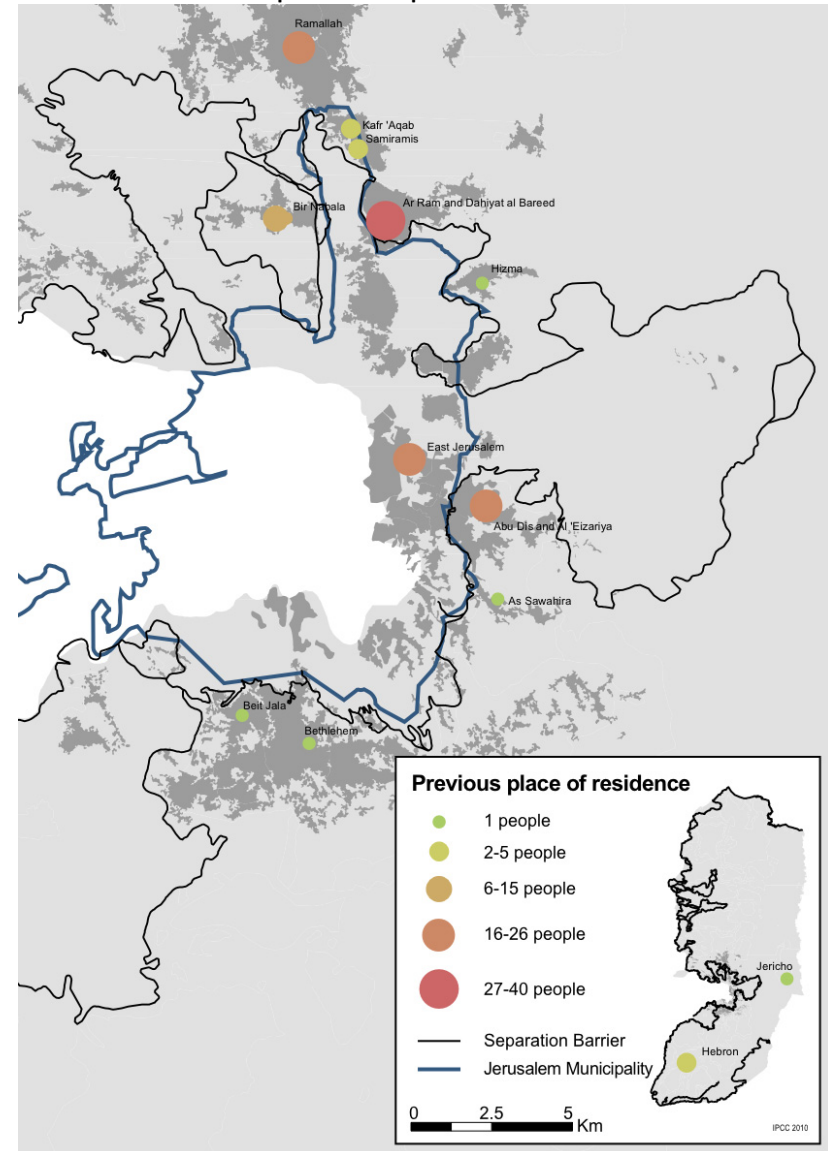 Ramallah
Kafr 'Aqab
Samiramis
Bir Nabala
Ar Ram and Dahiyat al Bareed
Hizma
East Jerusalem
Abu Dis and Al 'Eizariya
As Sawahira
Beit Jala
Bethlehem
Previous place of residence
1 people
2-5 people
6-15 people
16-26 people
27-40 people
Separation Barrier
Jerusalem Municipality
0 2.5 5
Km
Jericho
Hebron
IPCC 2010